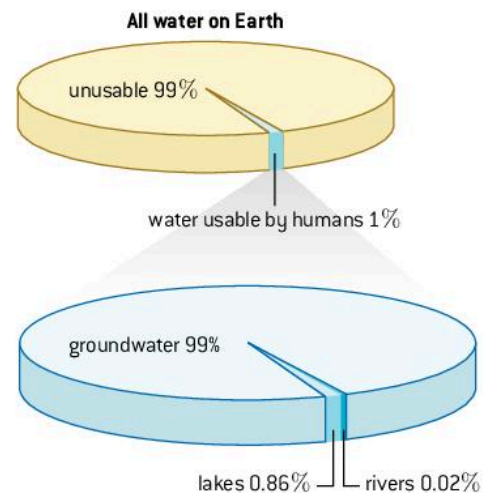 All water on Earth
unusable 99%
water usable by humans 1%
groundwater 99%
lakes 0.86%
rivers 0.02%